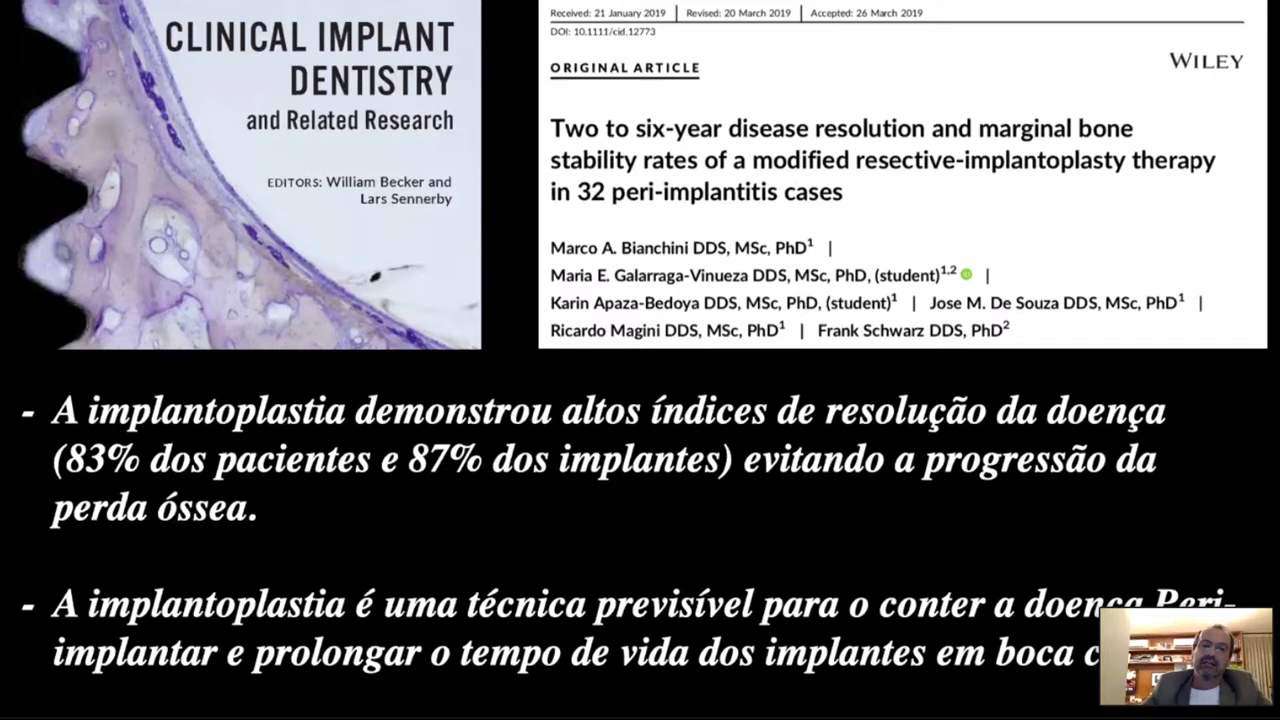 CLINICAL IMPLANT
DENTISTRY
and Related Research
EDITORS: William Becker and
Lars Sennerby
Received: 21 January 2019 | Revised: 20 March 2019 | Accepted: 26 March 2019
DOI: 10.1111/cid.12773
ORIGINAL ARTICLE
WILEY
Two to six-year disease resolution and marginal bone
stability rates of a modified resective-implantoplasty therapy
in 32 peri-implantitis cases
Marco A. Bianchini DDS, MSc, PhD1 |
Maria E. Galarraga-Vinueza DDS, MSc, PhD, (student)1,2 |
Karin Apaza-Bedoya DDS, MSc, PhD, (student)1 | Jose M. De Souza DDS, MSc, PhD1 |
Ricardo Magini DDS, MSc, PhD1 | Frank Schwarz DDS, PhD2
- A implantoplastia demonstrou altos índices de resolução da doença
(83% dos pacientes e 87% dos implantes) evitando a progressão da
perda óssea.
- A implantoplastia é uma técnica previsível para o conter a doença Peri-
implantar e prolongar o tempo de vida dos implantes em boca